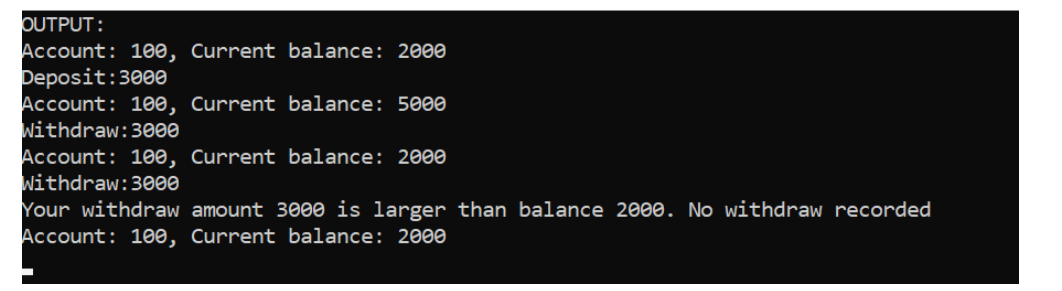 OUTPUT:
Account: 100, Current balance: 2000
Deposit:3000
Account: 100, Current balance: 5000
Withdraw:3000
Account: 100, Current balance: 2000
Withdraw:3000
Your withdraw amount 3000 is larger than balance 2000. No withdraw recorded
Account: 100, Current balance: 2000